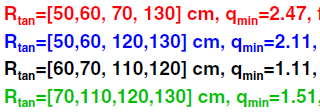 Rtan=[50,60, 70, 130] cm, qmin=2.47,
Rtan=[50,60, 120,130] cm, qmin=2.11,
Rtan=[60,70, 110,120] cm, qmin=1.11,
Rtan=[70,110,120,130] cm, qmin=1.51,